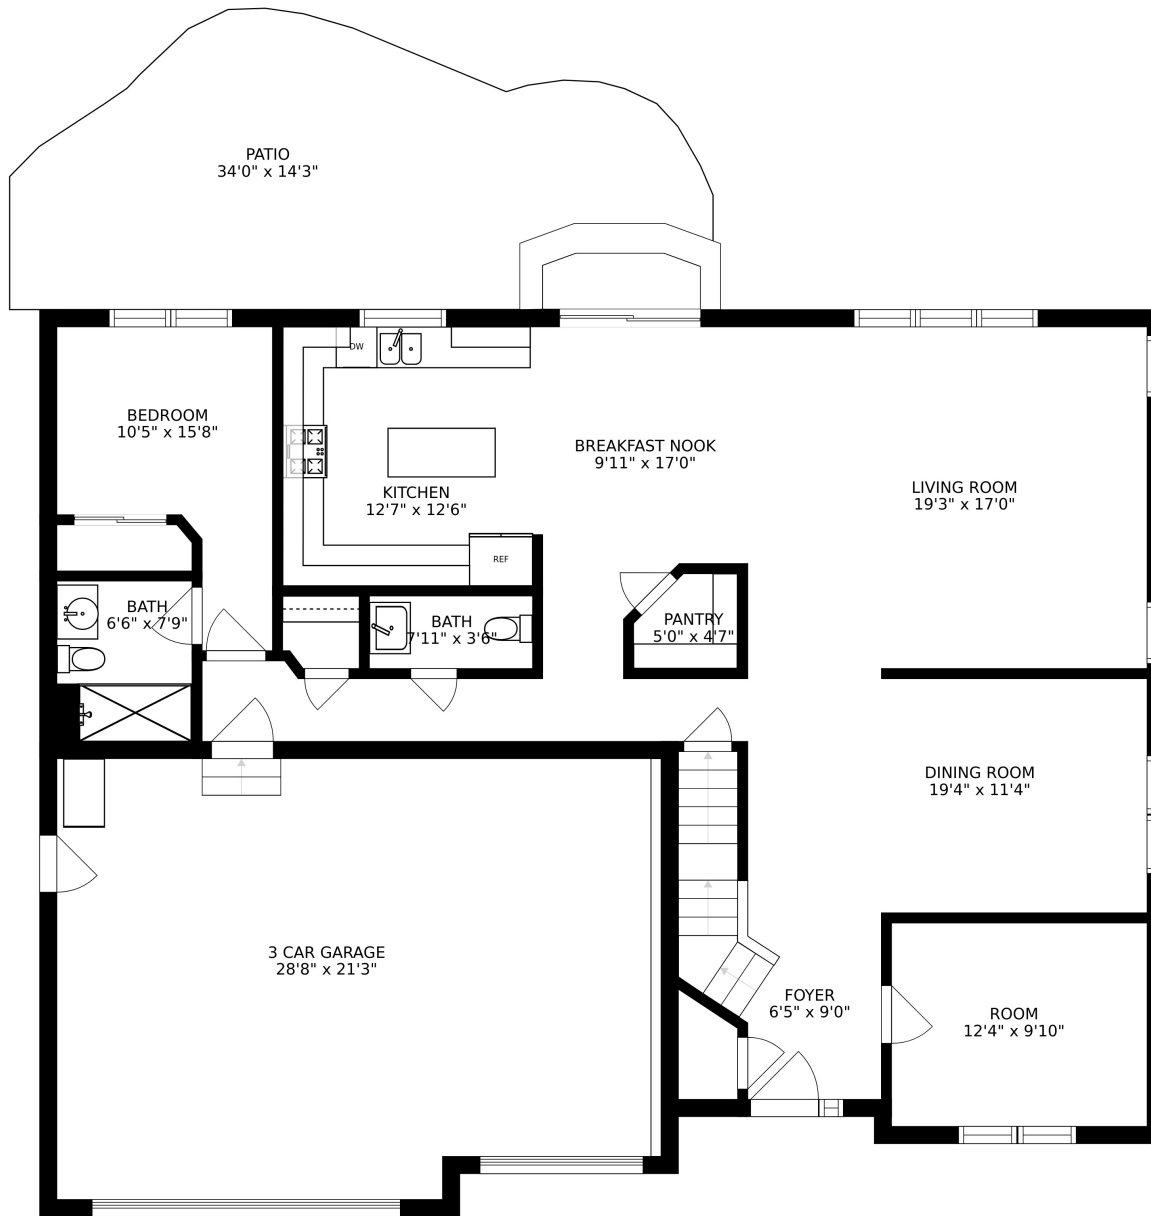 PATIO
34'0" x 14'3"
DW
BEDROOM
10'5" x 15'8"
BREAKFAST NOOK
9'11" x 17'0"
KITCHEN
12'7" x 12'6"
LIVING ROOM
19'3" x 17'0"
REF
BATH
6'6" x 7'9"
BATH
7'11" x 3'6"
PANTRY
5'0" x 4'7"
DINING ROOM
19'4" x 11'4"
3 CAR GARAGE
28'8" x 21'3"
FOYER
6'5" x 9'0"
ROOM
12'4" x 9'10"